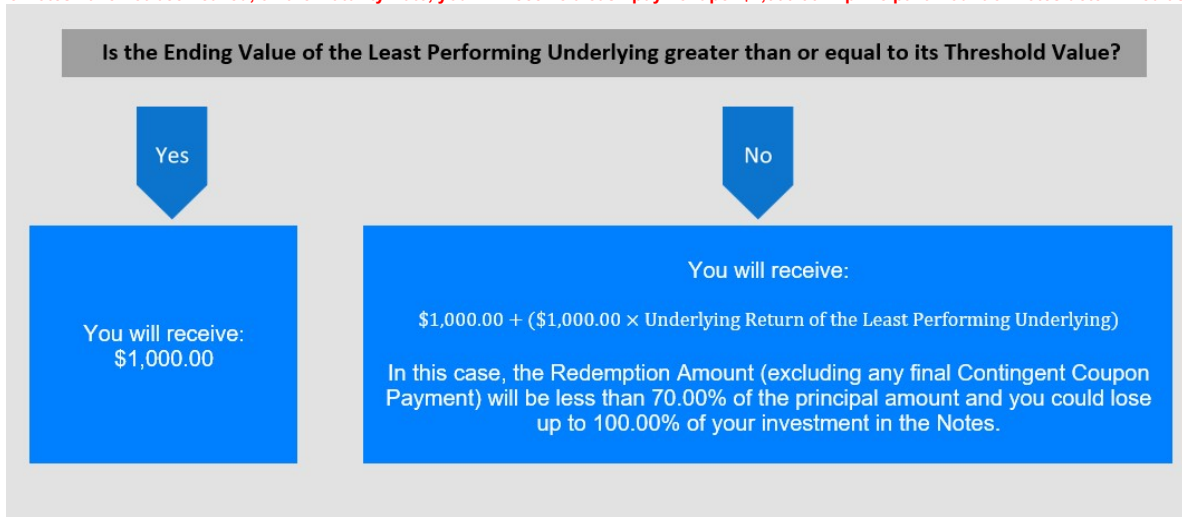 Is the Ending Value of the Least Performing Underlying greater than or equal to its Threshold Value?
Yes
No
You will receive:
$1,000.00
You will receive:
$1,000.00 + ($1,000.00 × Underlying Return of the Least Performing Underlying)
In this case, the Redemption Amount (excluding any final Contingent Coupon
Payment) will be less than 70.00% of the principal amount and you could lose
up to 100.00% of your investment in the Notes.